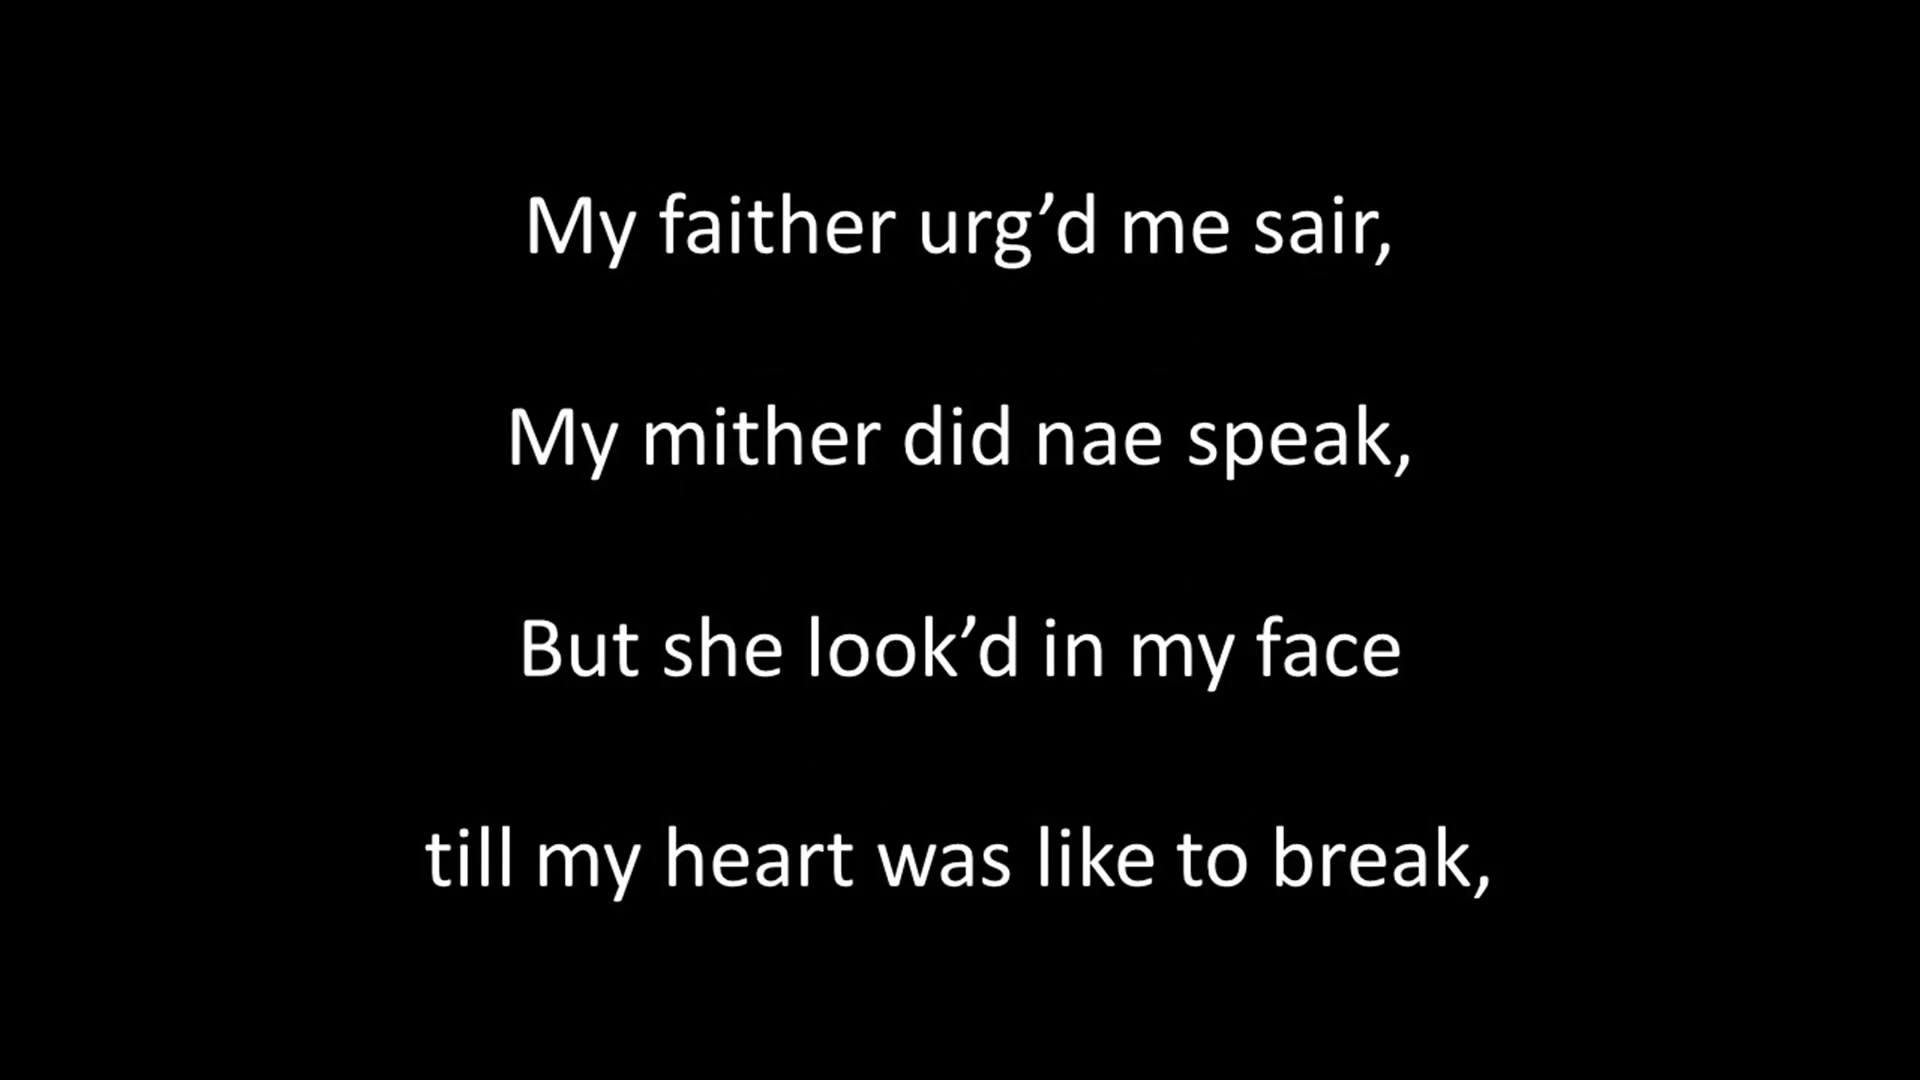 My faither urg’d me sair,
My mither did nae speak,
But she look’d in my face
till my heart was like to break,